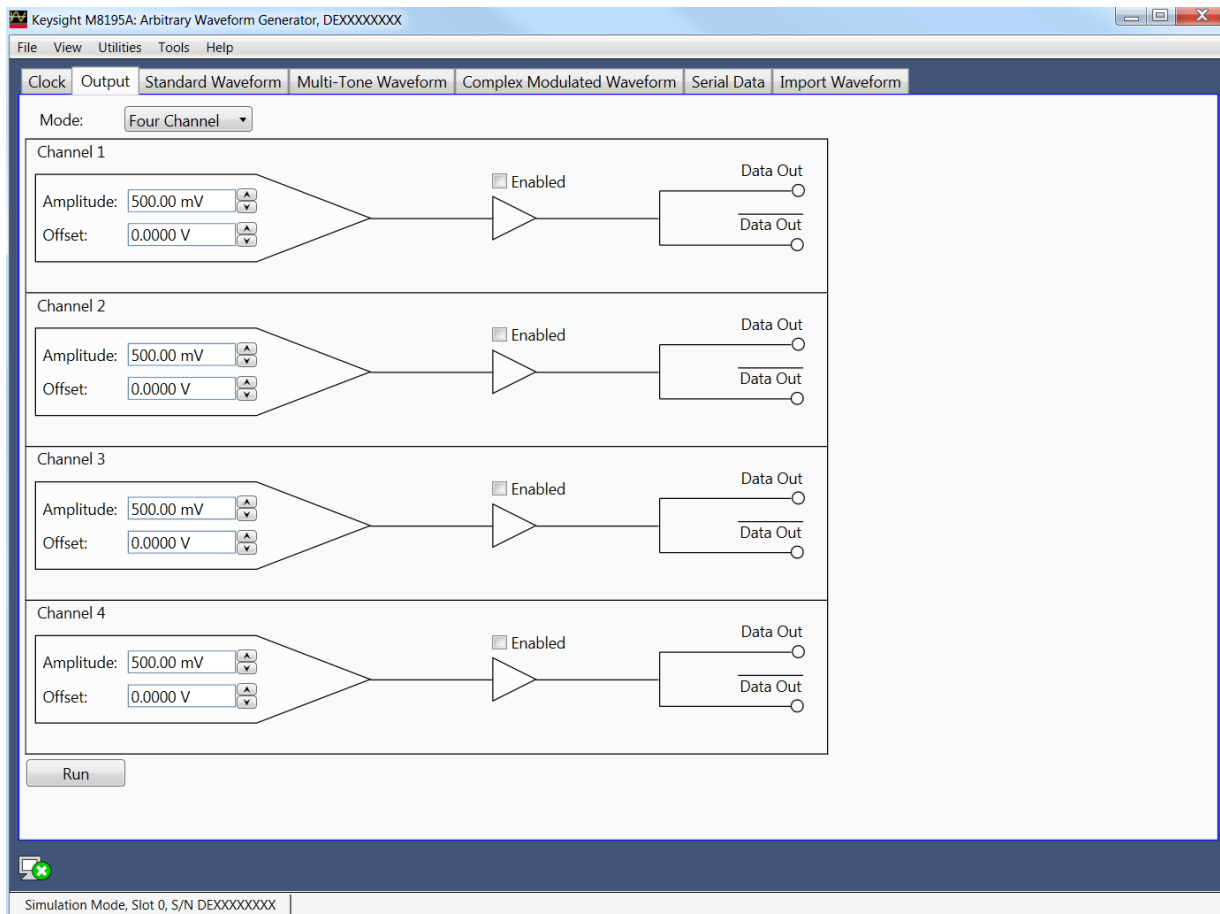 Keysight M8195A: Arbitrary Waveform Generator, DEXXXXXXXX
File View Utilities Tools Help
Clock Output Standard Waveform Multi-Tone Waveform Complex Modulated Waveform Serial Data Import Waveform
Mode: Four Channel
Channel 1
Amplitude: 500.00 mV
Offset: 0.0000 V
Enabled
Data Out
Data Out
Channel 2
Amplitude: 500.00 mV
Offset: 0.0000 V
Enabled
Data Out
Data Out
Channel 3
Amplitude: 500.00 mV
Offset: 0.0000 V
Enabled
Data Out
Data Out
Channel 4
Amplitude: 500.00 mV
Offset: 0.0000 V
Enabled
Data Out
Data Out
Run
Simulation Mode, Slot 0, S/N DEXXXXXXXX